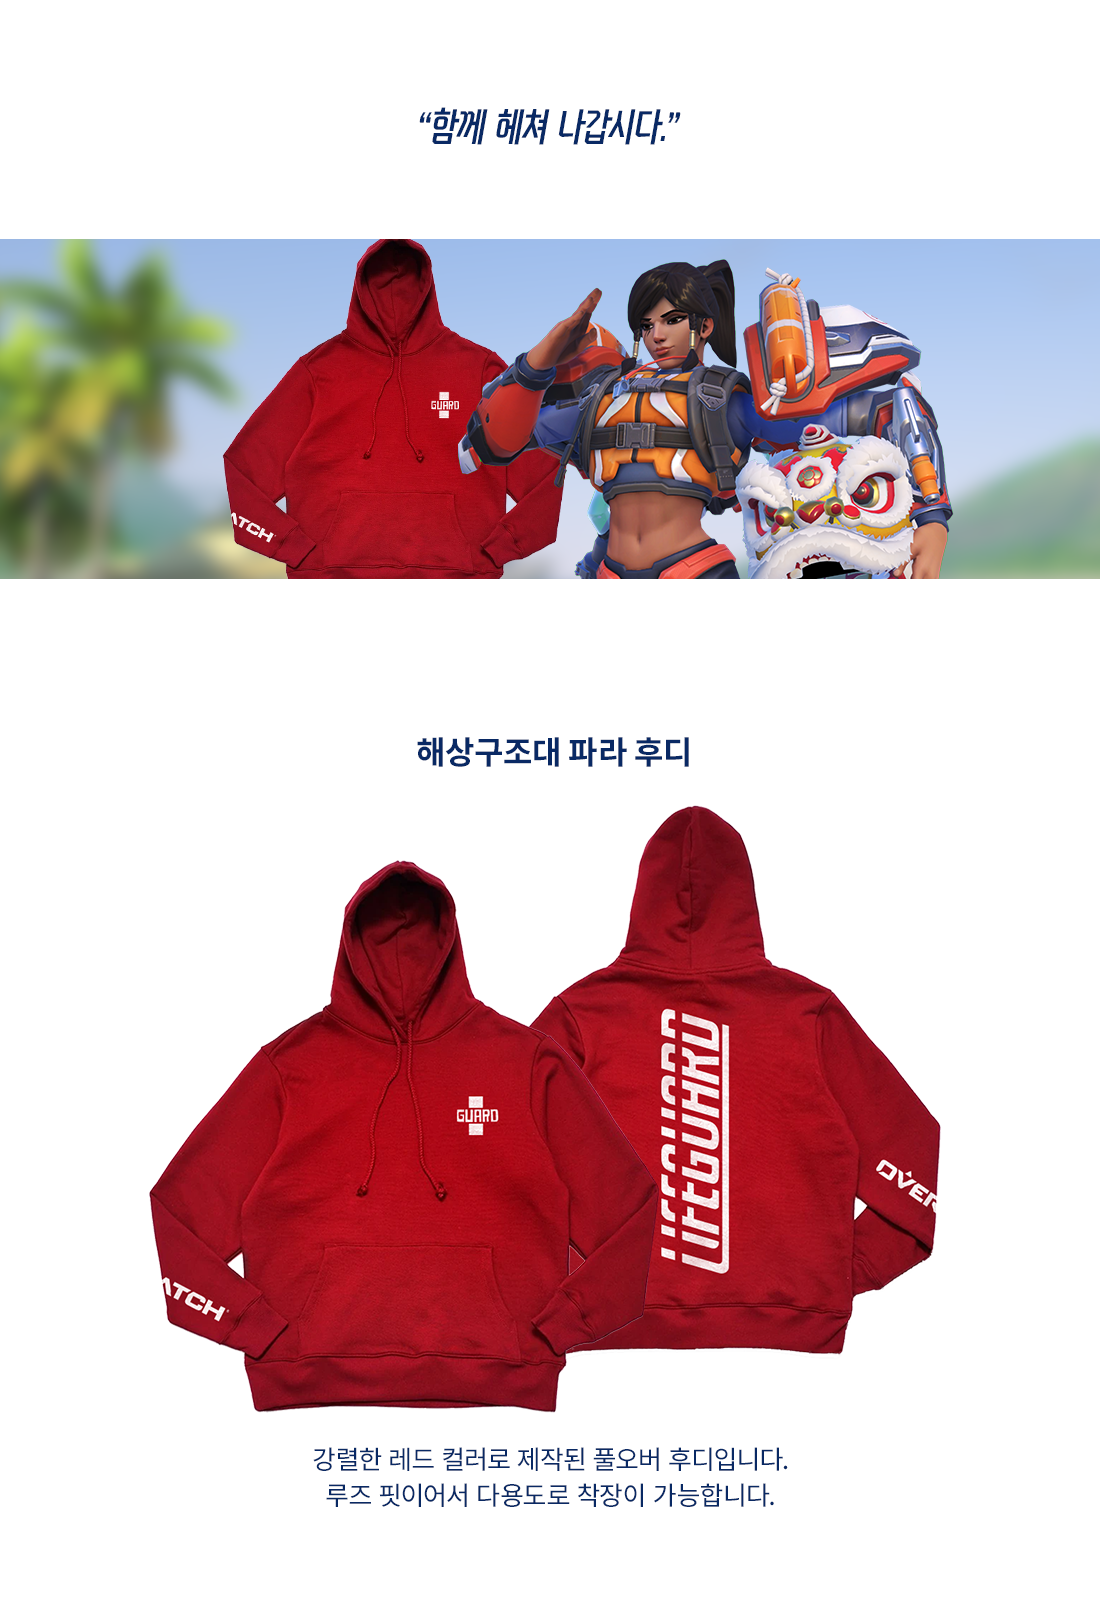 “함께 헤쳐 나갑시다.”
GUARD
ATCH
해상구조대 파라 후디
GUARD
ATCH
LIFEGUARD
LIFEGUARD
OVER
강렬한 레드 컬러로 제작된 풀오버 후디입니다.
루즈 핏이어서 다용도로 착장이 가능합니다.